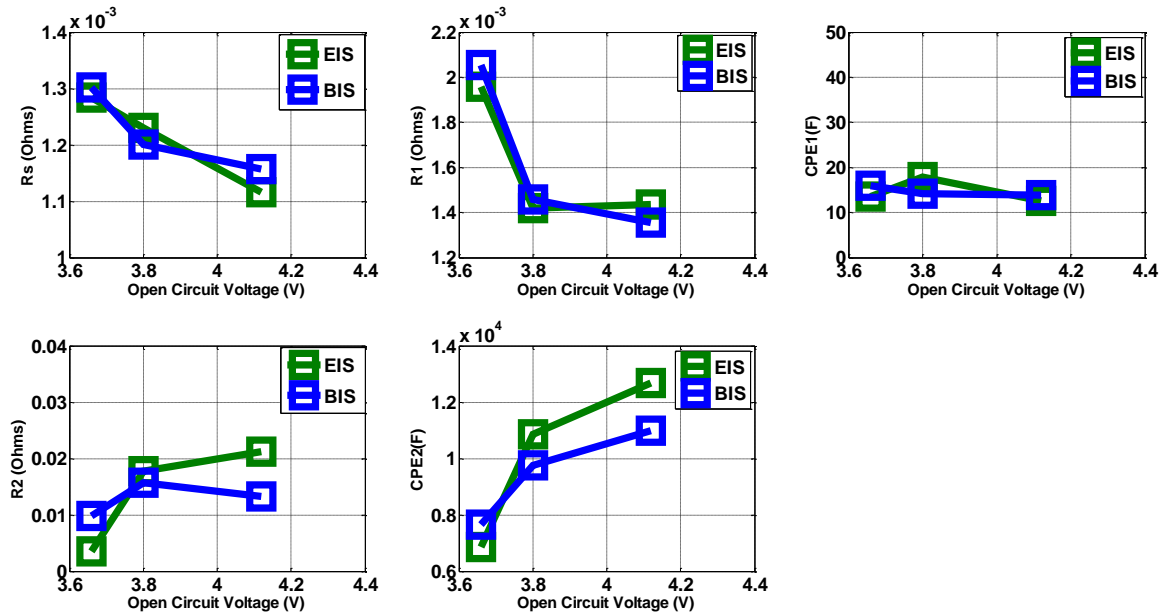 x 10⁻³
1.4
1.3
1.2
1.1
1
3.6 3.8 4 4.2 4.4
Rs (Ohms)
Open Circuit Voltage (V)
EIS
BIS
x 10⁻³
2.2
2
1.8
1.6
1.4
1.2
3.6 3.8 4 4.2 4.4
R1 (Ohms)
Open Circuit Voltage (V)
EIS
BIS
50
40
30
20
10
0
3.6 3.8 4 4.2 4.4
CPE1(F)
Open Circuit Voltage (V)
EIS
BIS
0.04
0.03
0.02
0.01
0
3.6 3.8 4 4.2 4.4
R2 (Ohms)
Open Circuit Voltage (V)
EIS
BIS
x 10⁴
1.4
1.2
1
0.8
0.6
3.6 3.8 4 4.2 4.4
CPE2(F)
Open Circuit Voltage (V)
EIS
BIS